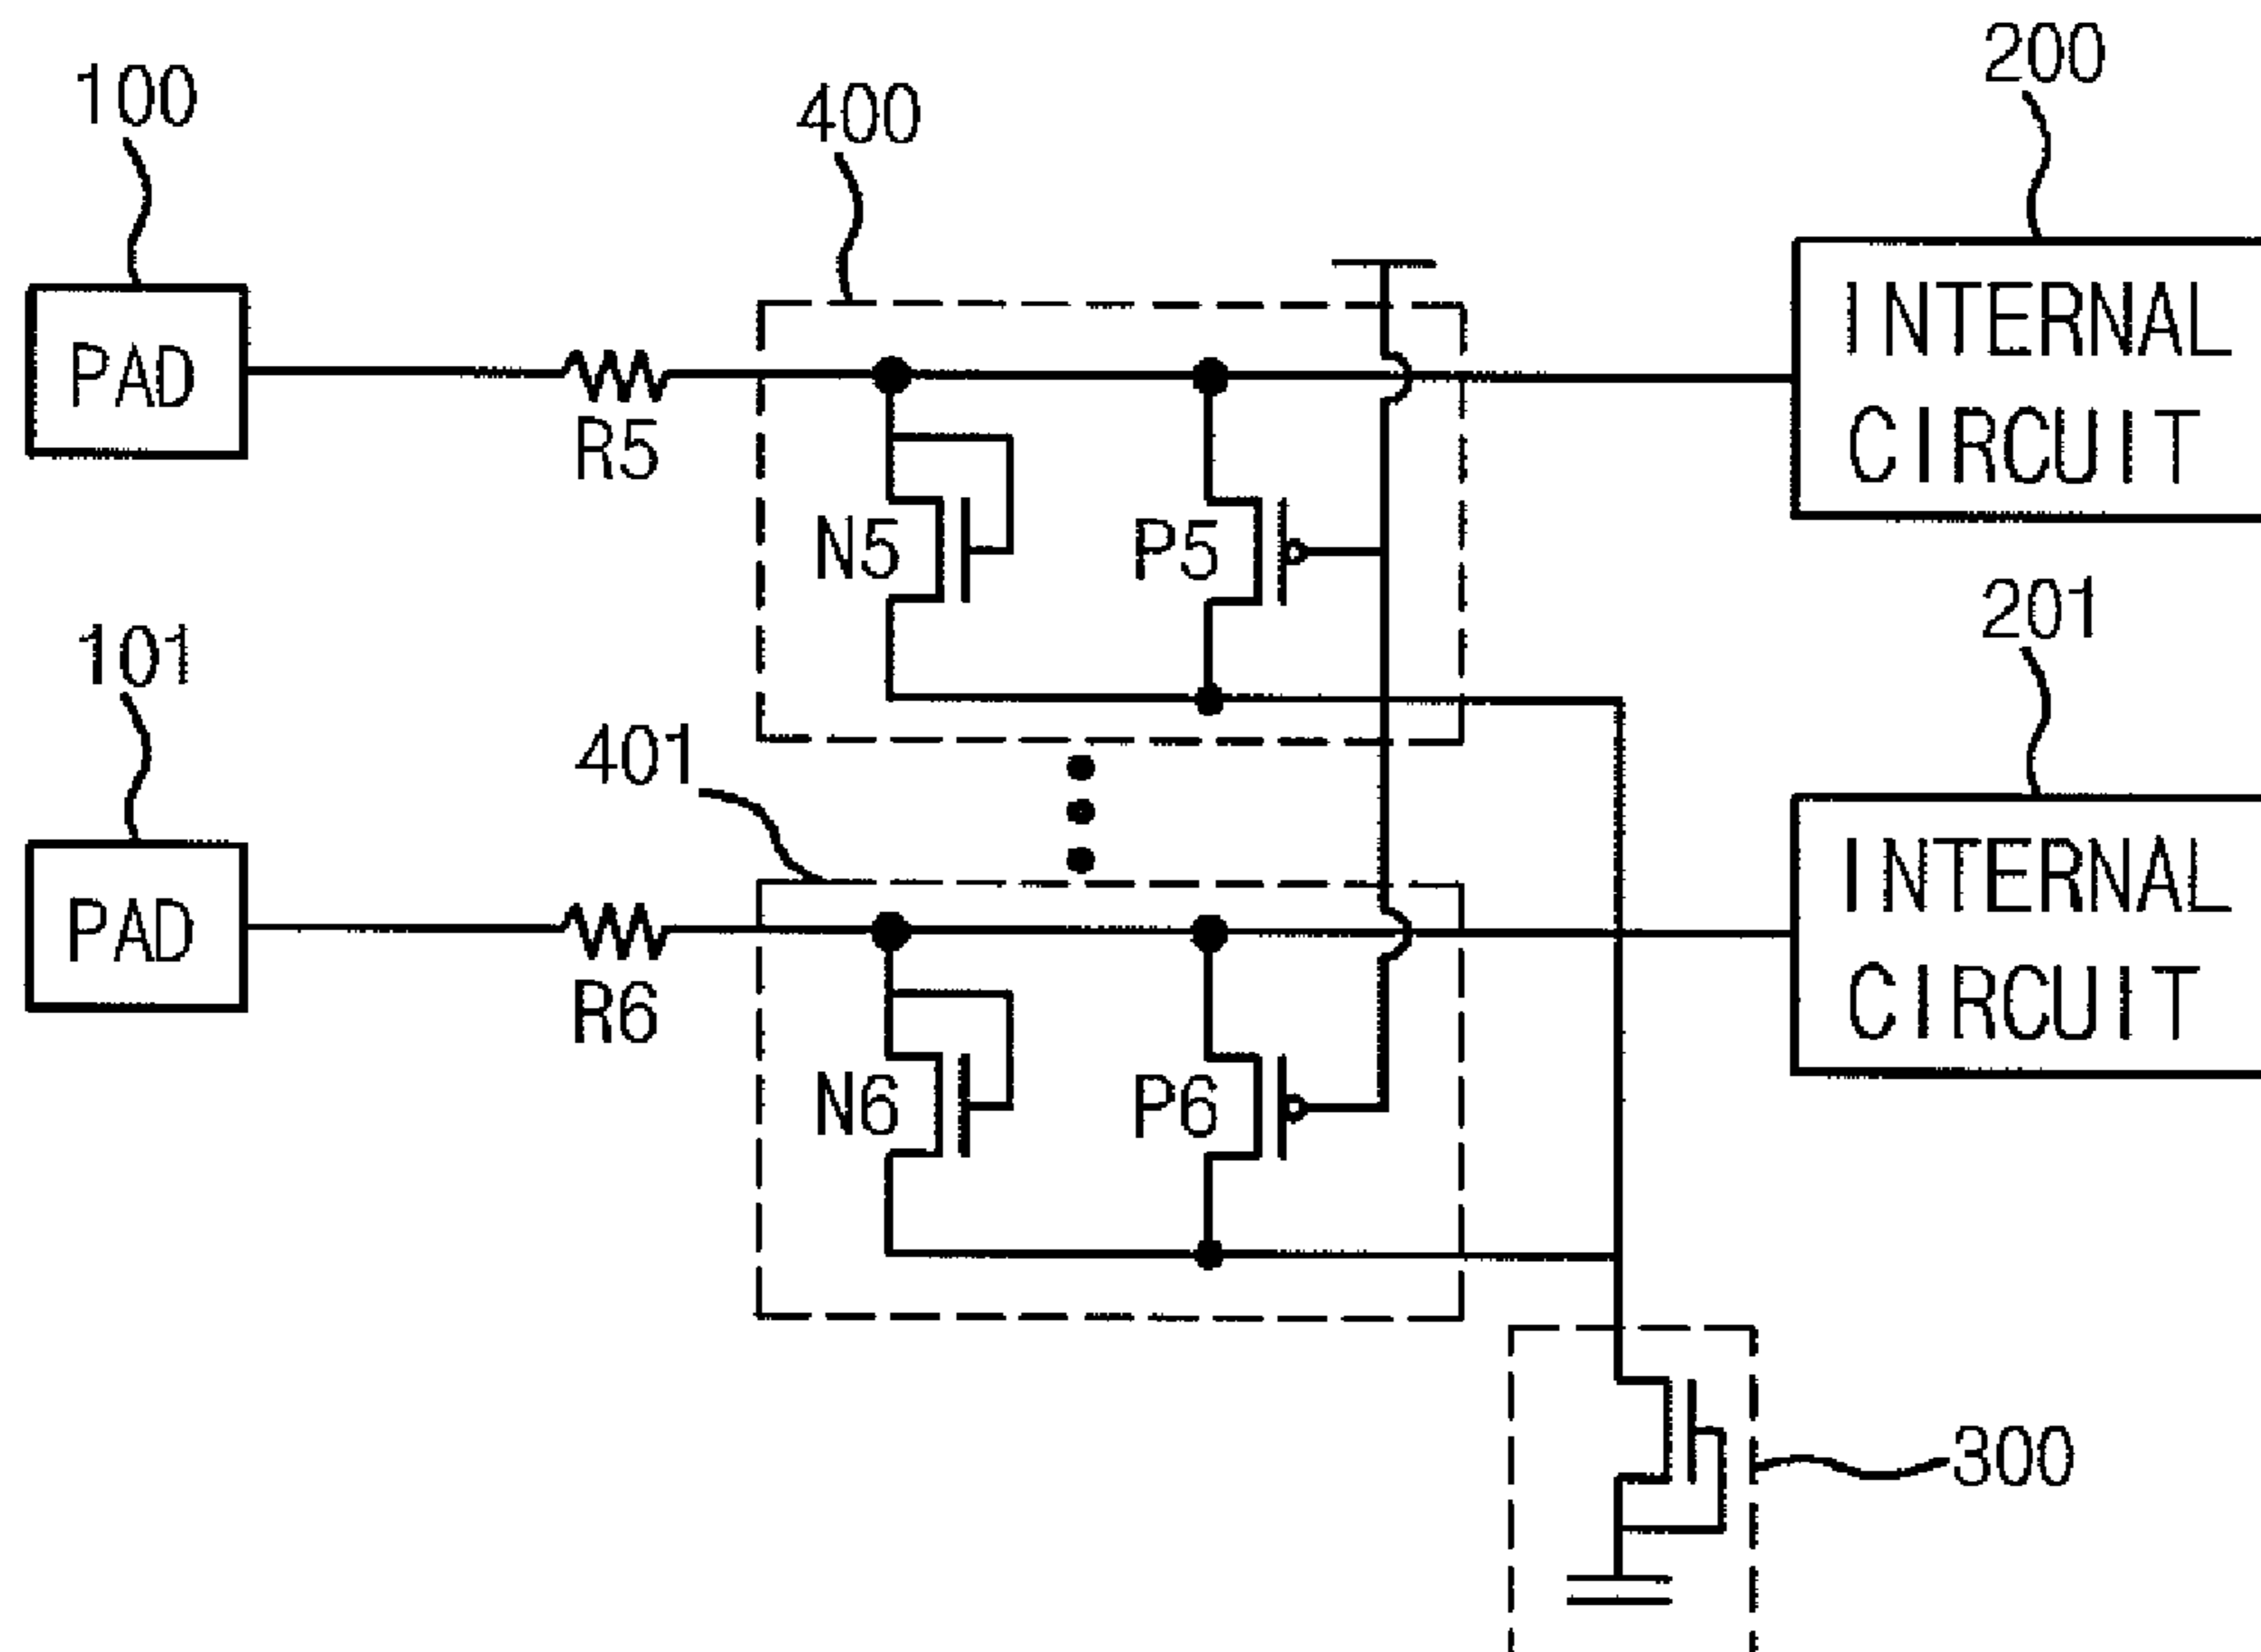 100
400
200
PAD
R5
N5
P5
INTERNAL
CIRCUIT
101
401
201
PAD
R6
N6
P6
INTERNAL
CIRCUIT
300